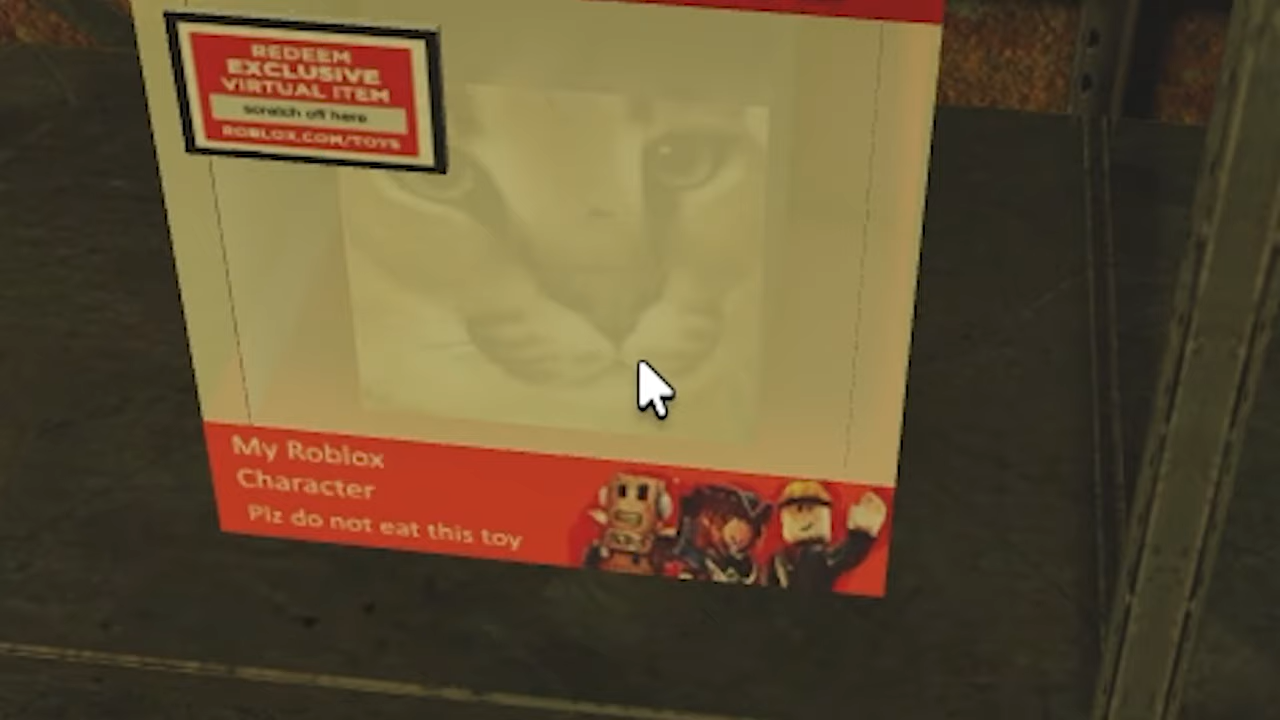 REDEEM
EXCLUSIVE
VIRTUAL ITEM
scratch off here
ROBLOX.COM/TOYS
My Roblox
Character
Plz do not eat this toy